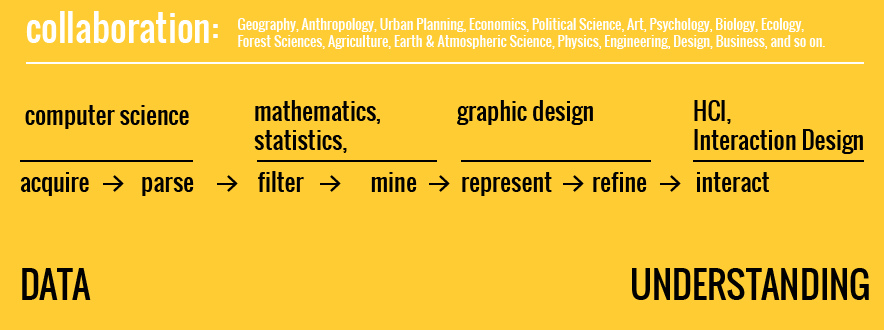 collaboration:
Geography, Anthropology, Urban Planning, Economics, Political Science, Art, Psychology, Biology, Ecology,
Forest Sciences, Agriculture, Earth & Atmospheric Science, Physics, Engineering, Design, Business, and so on.
computer science
mathematics,
statistics,
graphic design
HCI,
Interaction Design
acquire → parse → filter → mine → represent → refine → interact
DATA
UNDERSTANDING